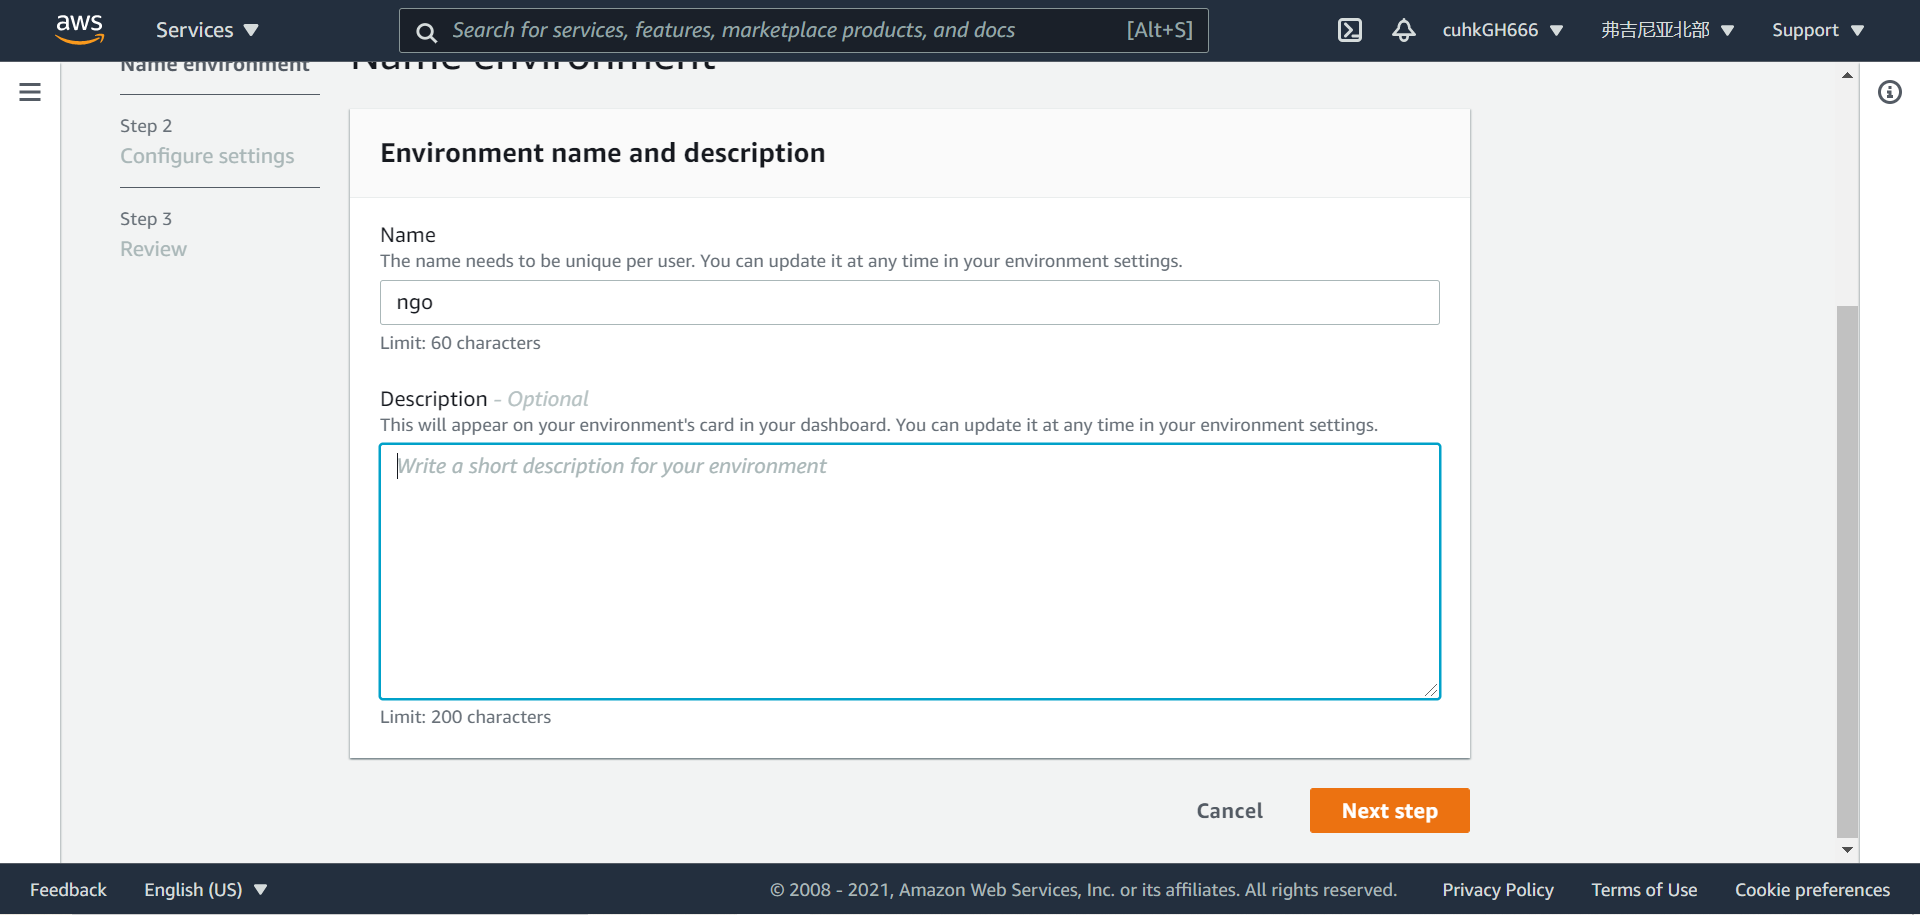 aws
Services
Search for services, features, marketplace products, and docs
[Alt+S]
cuhkGH666
弗吉尼亚北部
Support
Name environment
Name environment
Step 2
Configure settings
Step 3
Review
Environment name and description
Name
The name needs to be unique per user. You can update it at any time in your environment settings.
ngo
Limit: 60 characters
Description - Optional
This will appear on your environment's card in your dashboard. You can update it at any time in your environment settings.
Write a short description for your environment
Limit: 200 characters
Cancel
Next step
Feedback
English (US)
© 2008 - 2021, Amazon Web Services, Inc. or its affiliates. All rights reserved.
Privacy Policy
Terms of Use
Cookie preferences